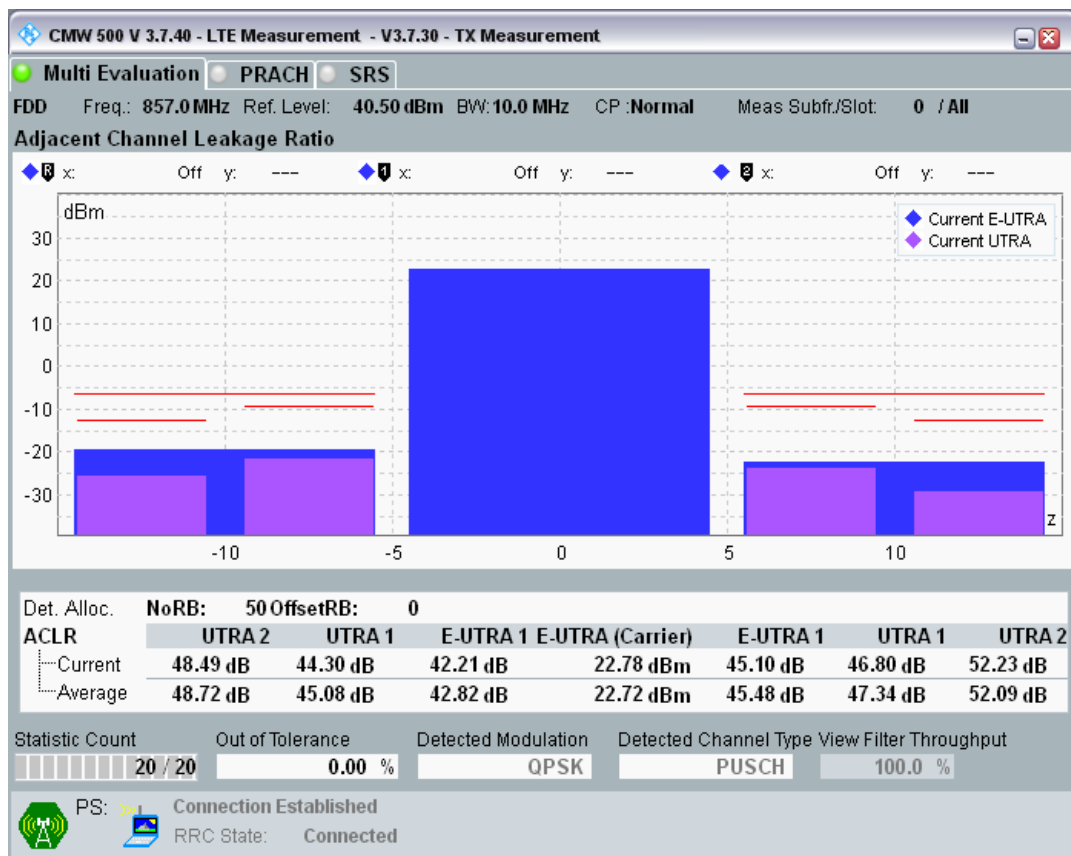 CMW 500 V 3.7.40 - LTE Measurement - V3.7.30 - TX Measurement
Multi Evaluation PRACH SRS
FDD Freq.: 857.0 MHz Ref. Level: 40.50 dBm BW: 10.0 MHz CP :Normal Meas Subfr./Slot: 0 / All
Adjacent Channel Leakage Ratio
R x: Off y: --- 1 x: Off y: --- 2 x: Off y: ---
dBm
Current E-UTRA
Current UTRA
30
20
10
0
-10
-20
-30
z
-10 -5 0 5 10
Det. Alloc. NoRB: 50 OffsetRB: 0
ACLR UTRA 2 UTRA 1 E-UTRA 1 E-UTRA (Carrier) E-UTRA 1 UTRA 1 UTRA 2
Current 48.49 dB 44.30 dB 42.21 dB 22.78 dBm 45.10 dB 46.80 dB 52.23 dB
Average 48.72 dB 45.08 dB 42.82 dB 22.72 dBm 45.48 dB 47.34 dB 52.09 dB
Statistic Count Out of Tolerance Detected Modulation Detected Channel Type View Filter Throughput
20 / 20 0.00 % QPSK PUSCH 100.0 %
PS: Connection Established
RRC State: Connected